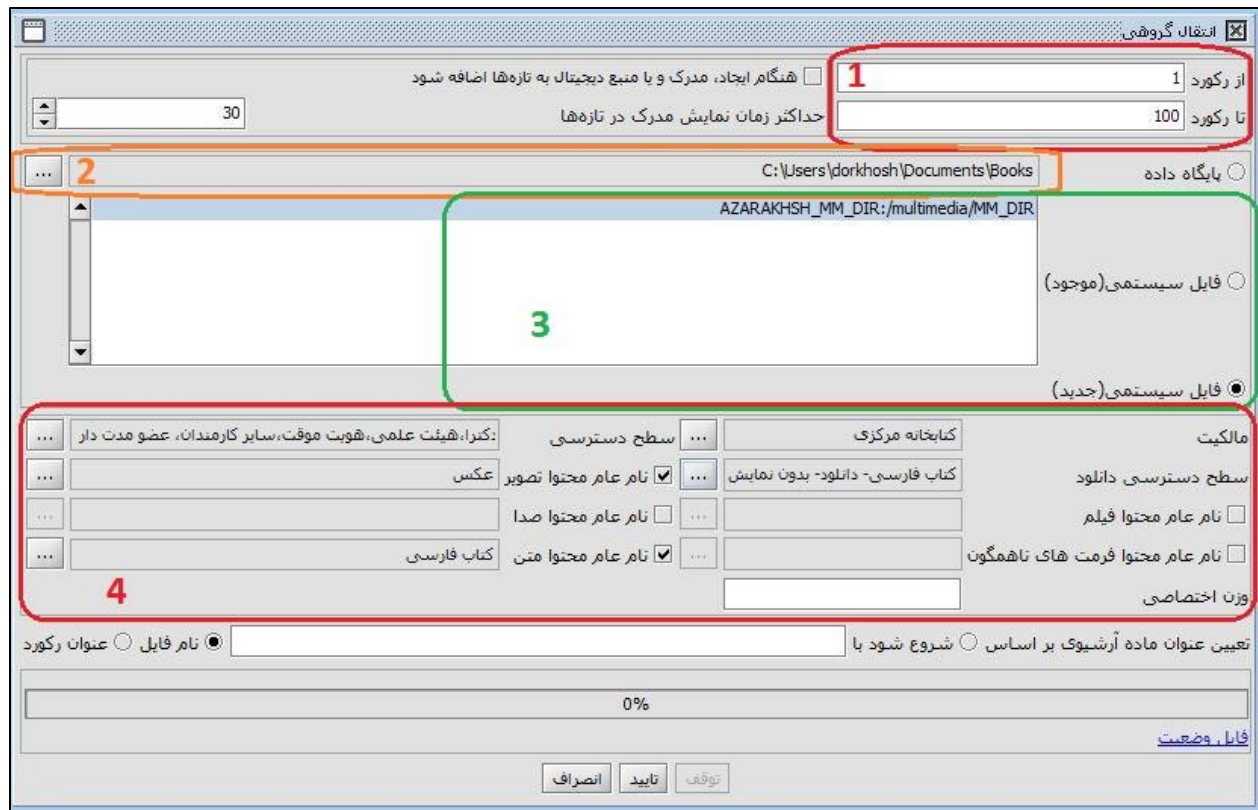 انتقال گروهی
از رکورد 1 1 هنگام ایجاد، مدرک و یا منبع دیجیتال به تازه‌ها اضافه شود
تا رکورد 100 حداکثر زمان نمایش مدرک در تازه‌ها 30
پایگاه داده C:\Users\dorkhosh\Documents\Books 2 ...
AZARAKHSH_MM_DIR:/multimedia/MM_DIR
فایل سیستمی(موجود)
3
فایل سیستمی(جدید)
مالکیت کتابخانه مرکزی ... سطح دسترسی دکترا،هیئت علمی،هویت موقت،سایر کارمندان، عضو مدت دار ...
سطح دسترسی دانلود کتاب فارسی- دانلود- بدون نمایش ... نام عام محتوا تصویر عکس ...
نام عام محتوا فیلم ... نام عام محتوا صدا ...
نام عام محتوا فرمت های ناهمگون ... نام عام محتوا متن کتاب فارسی ...
وزن اختصاصی 4
تعیین عنوان ماده آرشیوی بر اساس شروع شود با نام فایل عنوان رکورد
0%
فایل وضعیت
توقف تایید انصراف